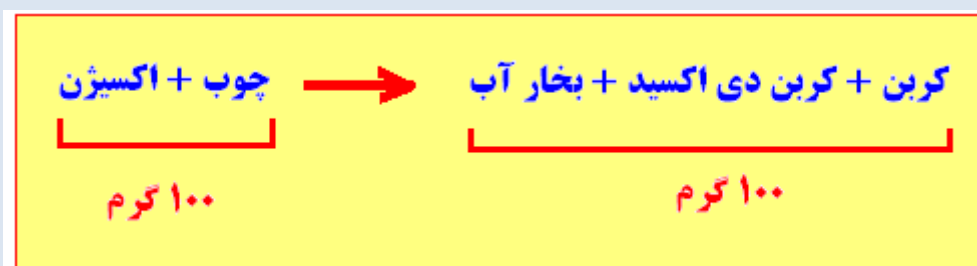 چوب + اکسیژن → کربن + کربن دی اکسید + بخار آب
۱۰۰ گرم ۱۰۰ گرم